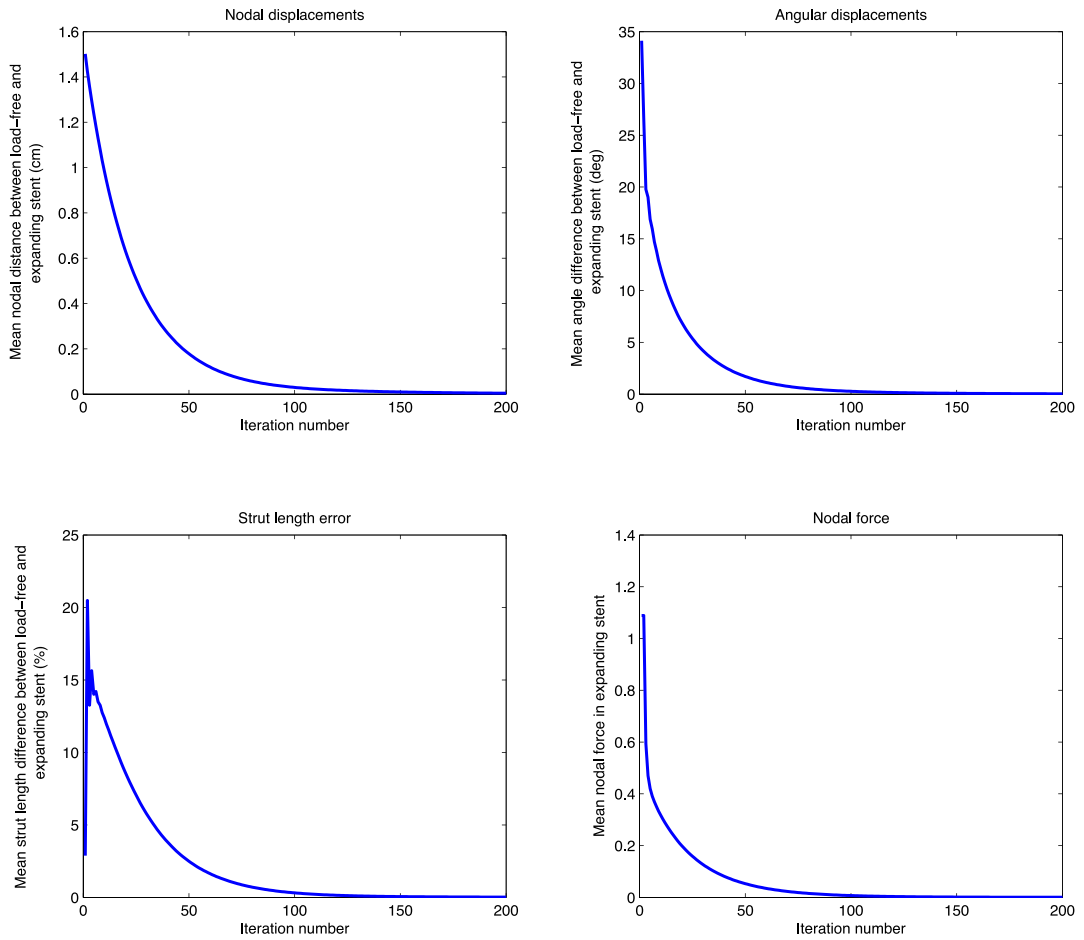 Nodal displacements
Mean nodal distance between load-free and
expanding stent (cm)
1.6
1.4
1.2
1
0.8
0.6
0.4
0.2
0
0 50 100 150 200
Iteration number
Angular displacements
Mean angle difference between load-free and
expanding stent (deg)
35
30
25
20
15
10
5
0
0 50 100 150 200
Iteration number
Strut length error
Mean strut length difference between load-free and
expanding stent (%)
25
20
15
10
5
0
0 50 100 150 200
Iteration number
Nodal force
Mean nodal force in expanding stent
1.4
1.2
1
0.8
0.6
0.4
0.2
0
0 50 100 150 200
Iteration number